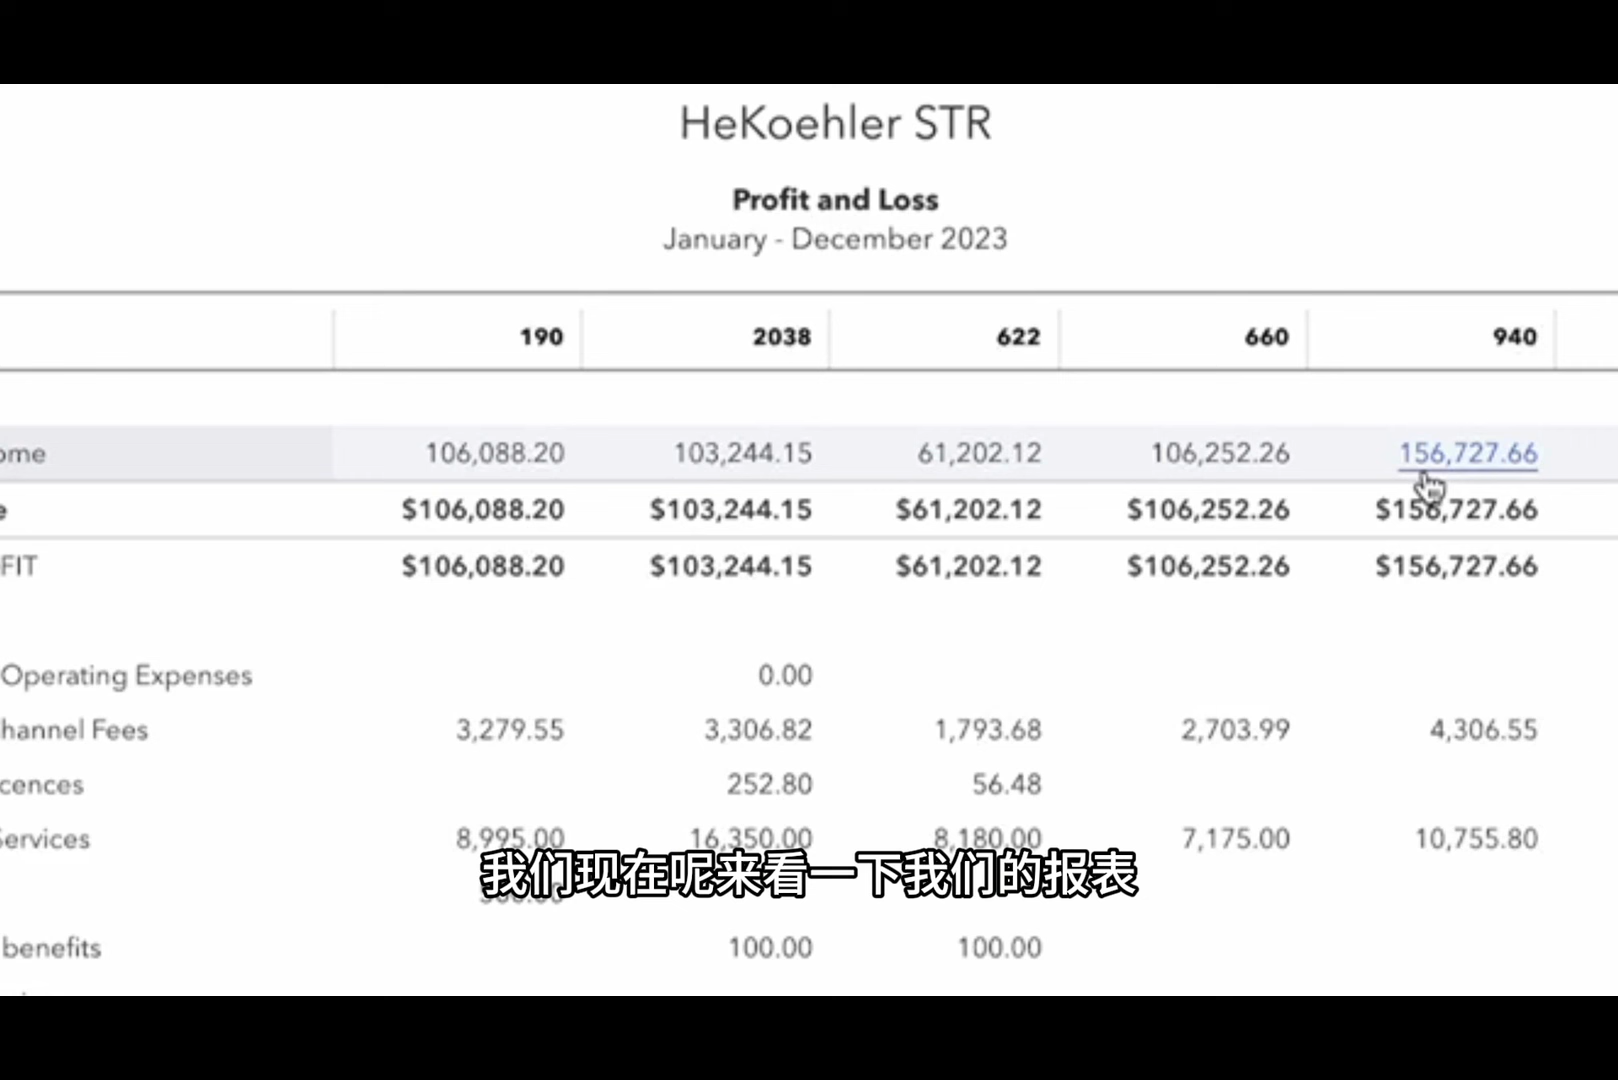 HeKoehler STR
Profit and Loss
January - December 2023
190 2038 622 660 940
ome 106,088.20 103,244.15 61,202.12 106,252.26 156,727.66
e $106,088.20 $103,244.15 $61,202.12 $106,252.26 $156,727.66
FIT $106,088.20 $103,244.15 $61,202.12 $106,252.26 $156,727.66
Operating Expenses 0.00
hannel Fees 3,279.55 3,306.82 1,793.68 2,703.99 4,306.55
cences 252.80 56.48
Services 8,995.00 16,350.00 8,180.00 7,175.00 10,755.80
我们现在呢来看一下我们的报表
benefits 100.00 100.00